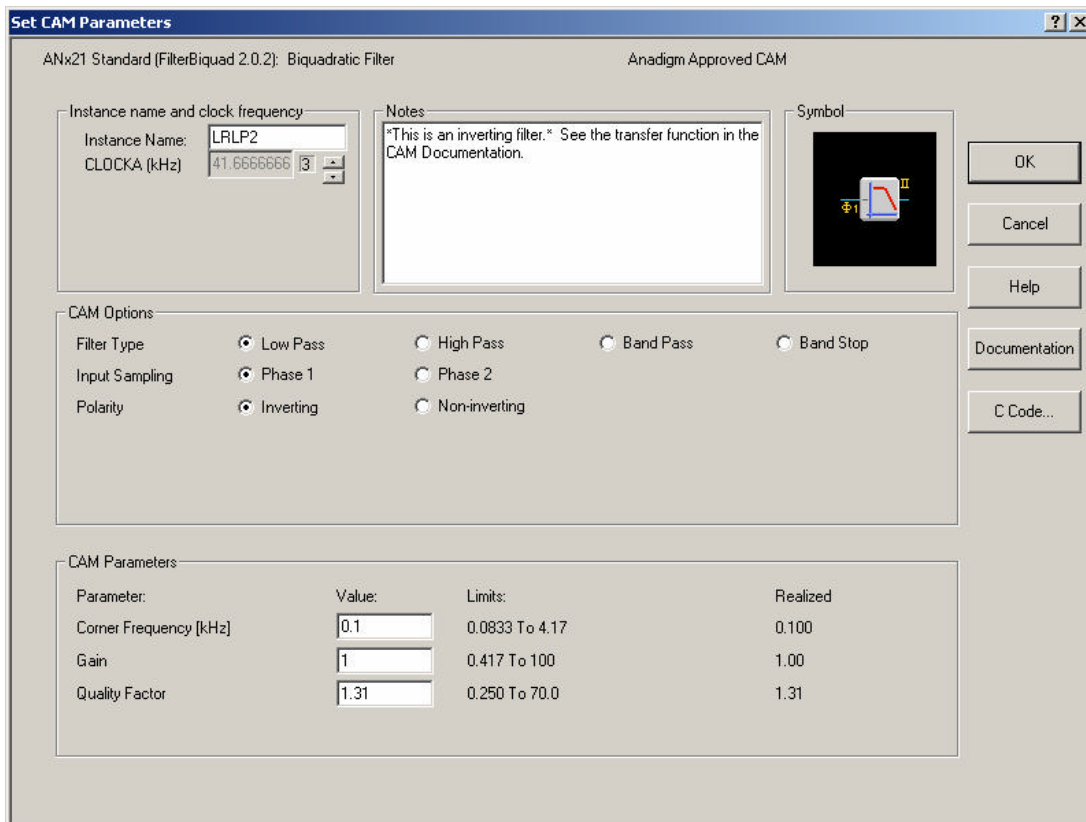 Set CAM Parameters
ANx21 Standard (FilterBiquad 2.0.2): Biquadratic Filter
Anadigm Approved CAM
Instance name and clock frequency
Instance Name: LRLP2
CLOCKA (kHz) 41.6666666 3
Notes
*This is an inverting filter.* See the transfer function in the
CAM Documentation.
Symbol
Φ1 II
OK
Cancel
Help
Documentation
C Code...
CAM Options
Filter Type Low Pass High Pass Band Pass Band Stop
Input Sampling Phase 1 Phase 2
Polarity Inverting Non-inverting
CAM Parameters
Parameter: Value: Limits: Realized
Corner Frequency [kHz] 0.1 0.0833 To 4.17 0.100
Gain 1 0.417 To 100 1.00
Quality Factor 1.31 0.250 To 70.0 1.31